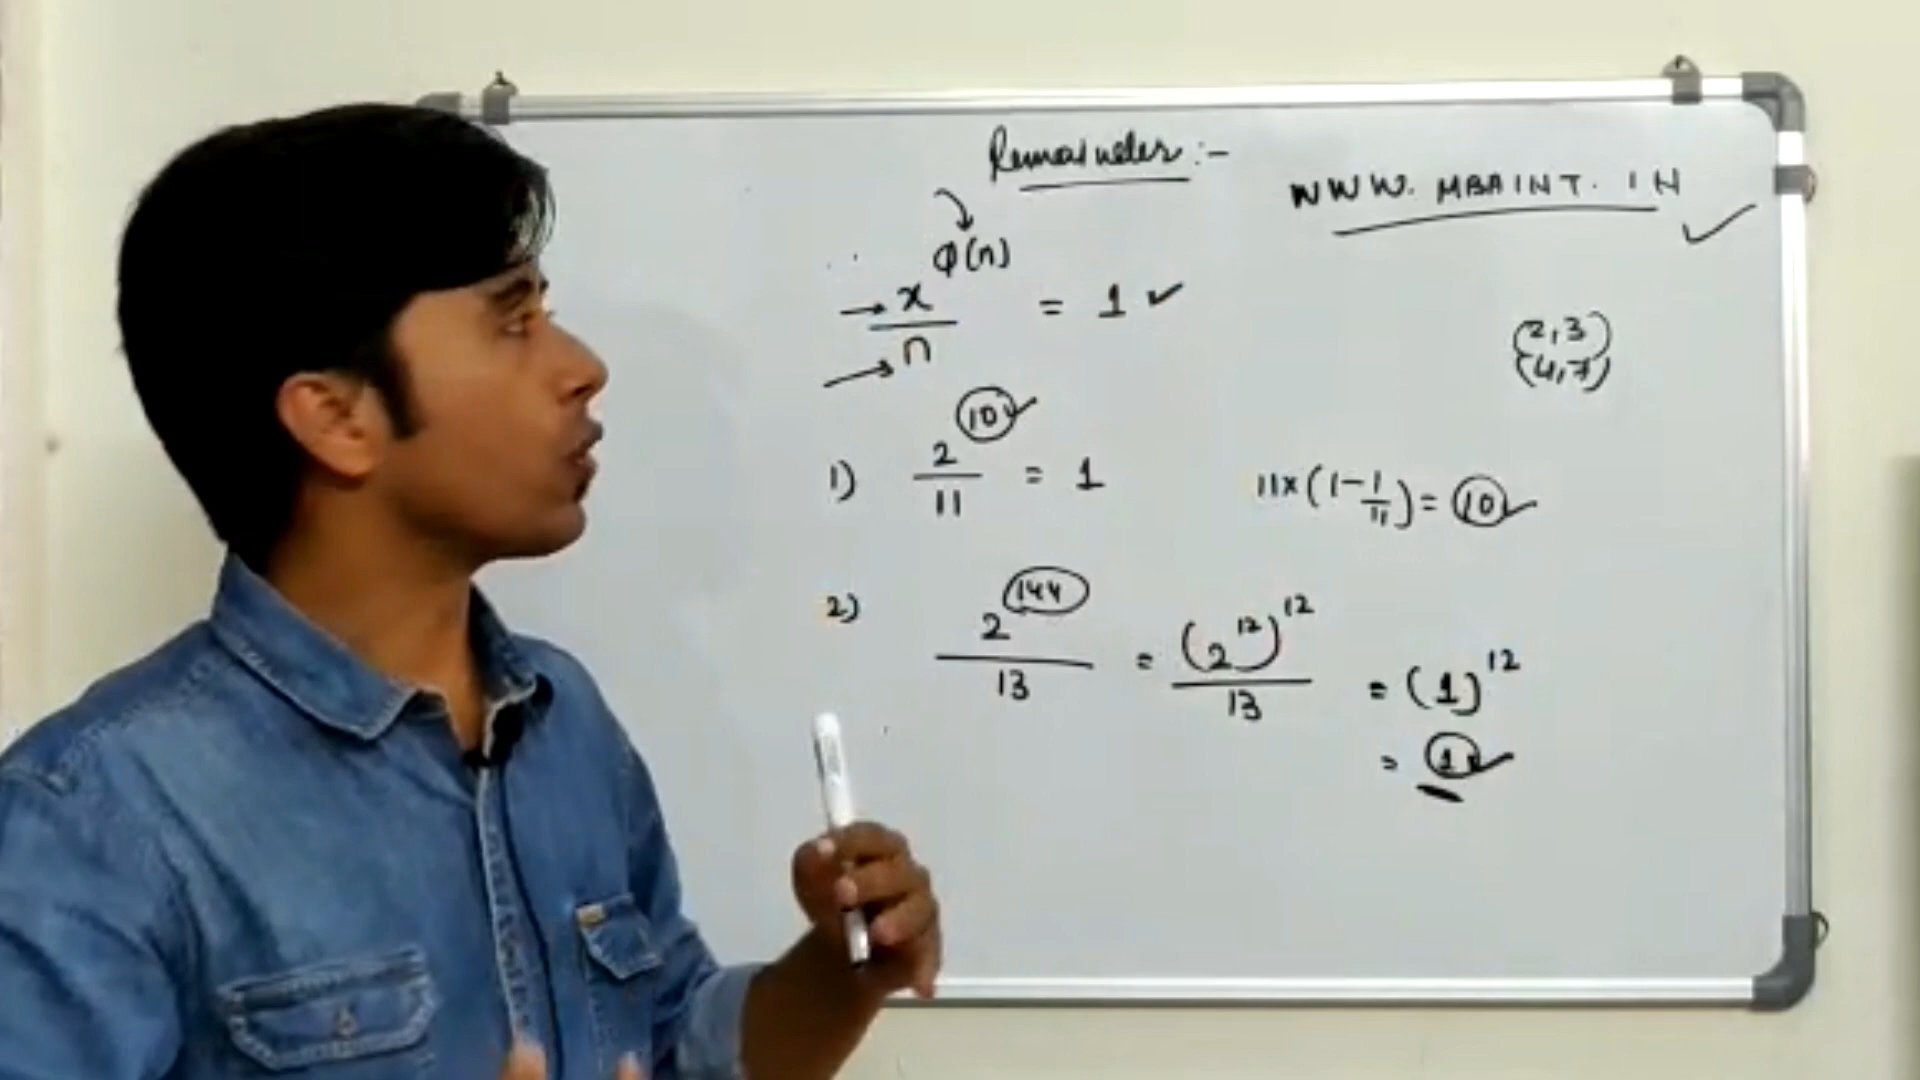 Remainder :-
WWW. MBAINT. IN
x^φ(n) / n = 1
(2,3)
(4,7)
1) 2^10 / 11 = 1
11x(1-1/11) = 10
2) 2^144 / 13 = (2^12)^12 / 13 = (1)^12
= 1